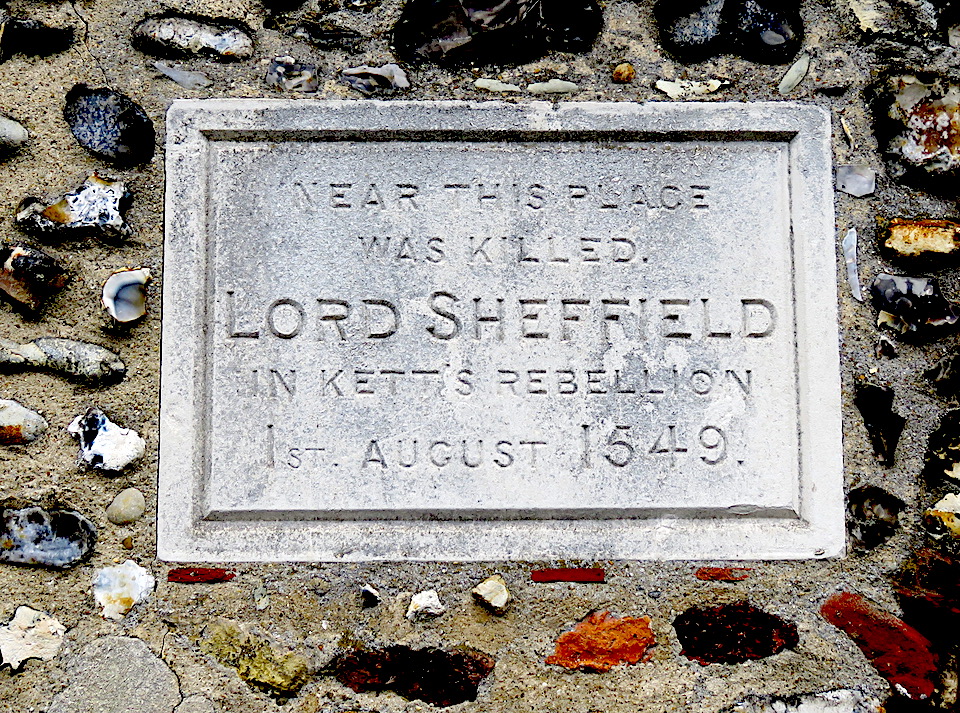 NEAR THIS PLACE
WAS KILLED.
LORD SHEFFIELD
IN KETT'S REBELLION
1ST. AUGUST 1549.